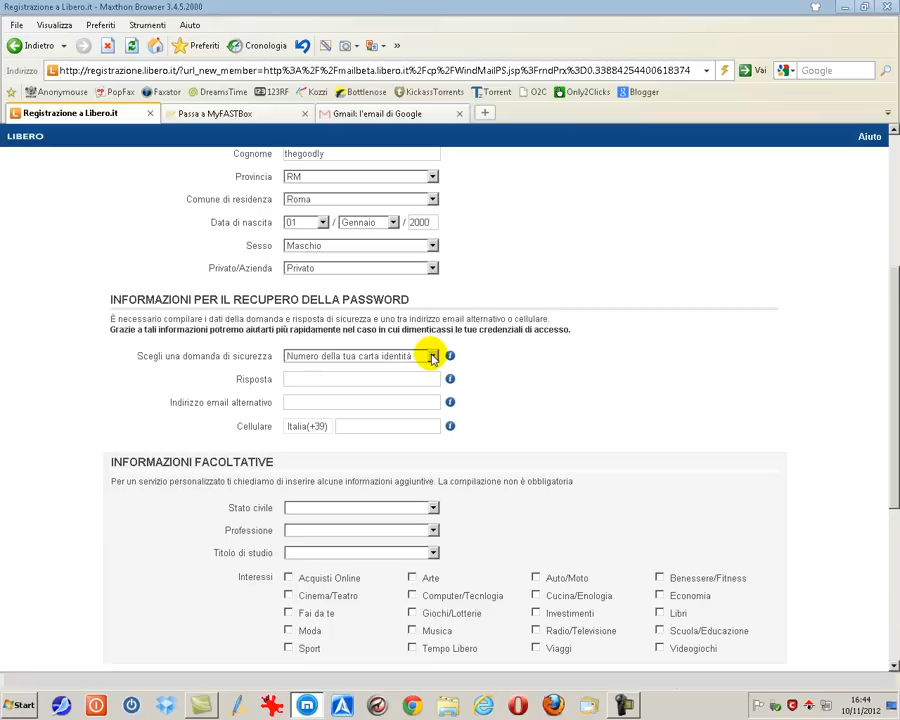 Registrazione a Libero.it - Maxthon Browser 3.4.5.2000
File Visualizza Preferiti Strumenti Aiuto
Indietro Preferiti Cronologia »
Indirizzo http://registrazione.libero.it/?url_new_member=http%3A%2F%2Fmailbeta.libero.it%2Fcp%2FWindMailPS.jsp%3FrndPrx%3D0.33884254400618374 Vai Google
Anonymouse PopFax Faxator DreamsTime 123RF Kozzi Bottlenose KickassTorrents Torrent O2C Only2Clicks Blogger
Registrazione a Libero.it Passa a MyFASTBox Gmail: l'email di Google
LIBERO Aiuto
Cognome thegoodly
Provincia RM
Comune di residenza Roma
Data di nascita 01 / Gennaio / 2000
Sesso Maschio
Privato/Azienda Privato
INFORMAZIONI PER IL RECUPERO DELLA PASSWORD
È necessario compilare i dati della domanda e risposta di sicurezza e uno tra indirizzo email alternativo o cellulare.
Grazie a tali informazioni potremo aiutarti più rapidamente nel caso in cui dimenticassi le tue credenziali di accesso.
Scegli una domanda di sicurezza Numero della tua carta identità
Risposta
Indirizzo email alternativo
Cellulare Italia(+39)
INFORMAZIONI FACOLTATIVE
Per un servizio personalizzato ti chiediamo di inserire alcune informazioni aggiuntive. La compilazione non è obbligatoria
Stato civile
Professione
Titolo di studio
Interessi Acquisti Online Arte Auto/Moto Benessere/Fitness
Cinema/Teatro Computer/Tecnlogia Cucina/Enologia Economia
Fai da te Giochi/Lotterie Investimenti Libri
Moda Musica Radio/Televisione Scuola/Educazione
Sport Tempo Libero Viaggi Videogiochi
Start
16:44
10/11/2012